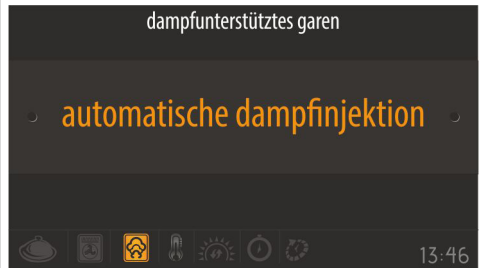 dampfunterstütztes garen
automatische dampfinjektion
13:46